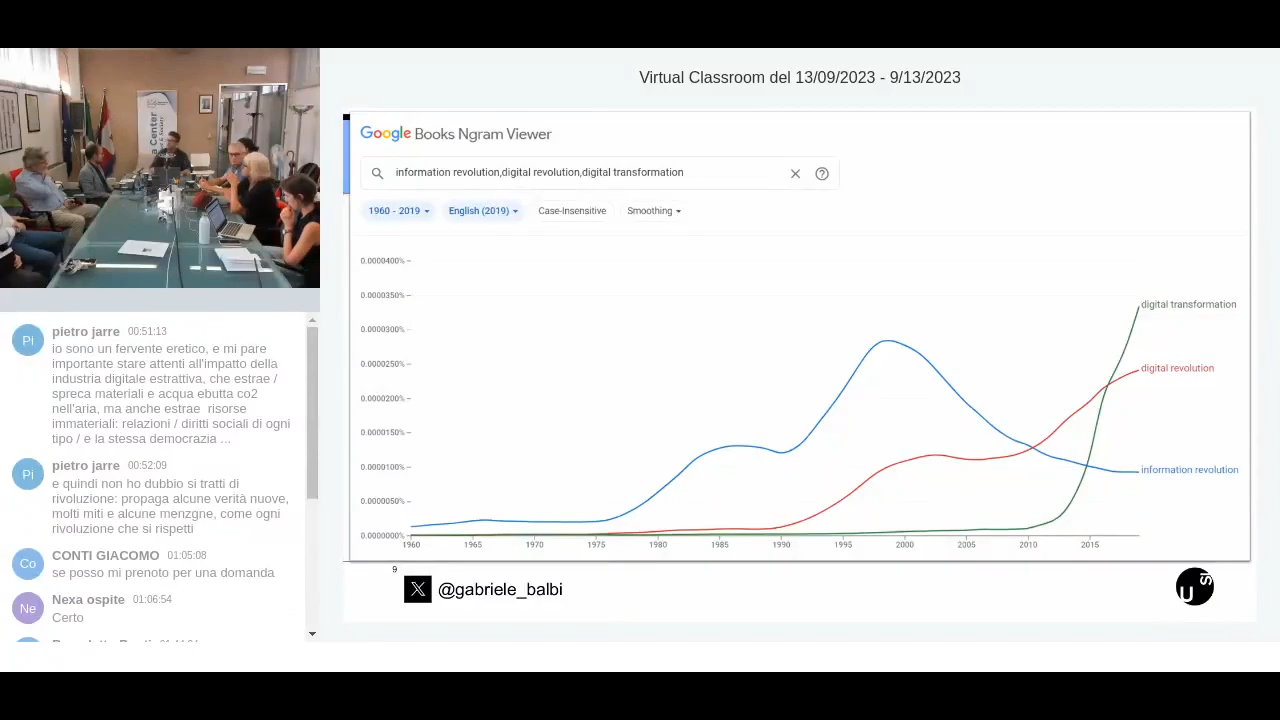 Virtual Classroom del 13/09/2023 - 9/13/2023
Center
pietro jarre 00:51:13
io sono un fervente eretico, e mi pare
importante stare attenti all'impatto della
industria digitale estrattiva, che estrae /
spreca materiali e acqua ebutta co2
nell'aria, ma anche estrae risorse
immateriali: relazioni / diritti sociali di ogni
tipo / e la stessa democrazia ...
pietro jarre 00:52:09
e quindi non ho dubbio si tratti di
rivoluzione: propaga alcune verità nuove,
molti miti e alcune menzgne, come ogni
rivoluzione che si rispetti
CONTI GIACOMO 01:05:08
se posso mi prenoto per una domanda
Nexa ospite 01:06:54
Certo
Pi
Pi
Co
Ne
Google Books Ngram Viewer
information revolution,digital revolution,digital transformation
1960 - 2019
English (2019)
Case-Insensitive
Smoothing
0.0000400%
0.0000350%
0.0000300%
0.0000250%
0.0000200%
0.0000150%
0.0000100%
0.0000050%
0.0000000%
1960 1965 1970 1975 1980 1985 1990 1995 2000 2005 2010 2015
digital transformation
digital revolution
information revolution
9
@gabriele_balbi
USI